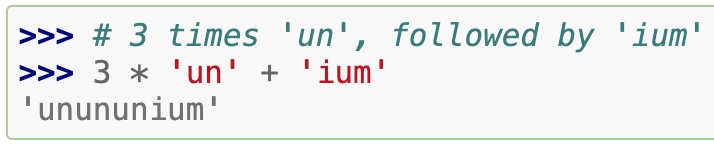 >>> # 3 times 'un', followed by 'ium'
>>> 3 * 'un' + 'ium'
'unununium'